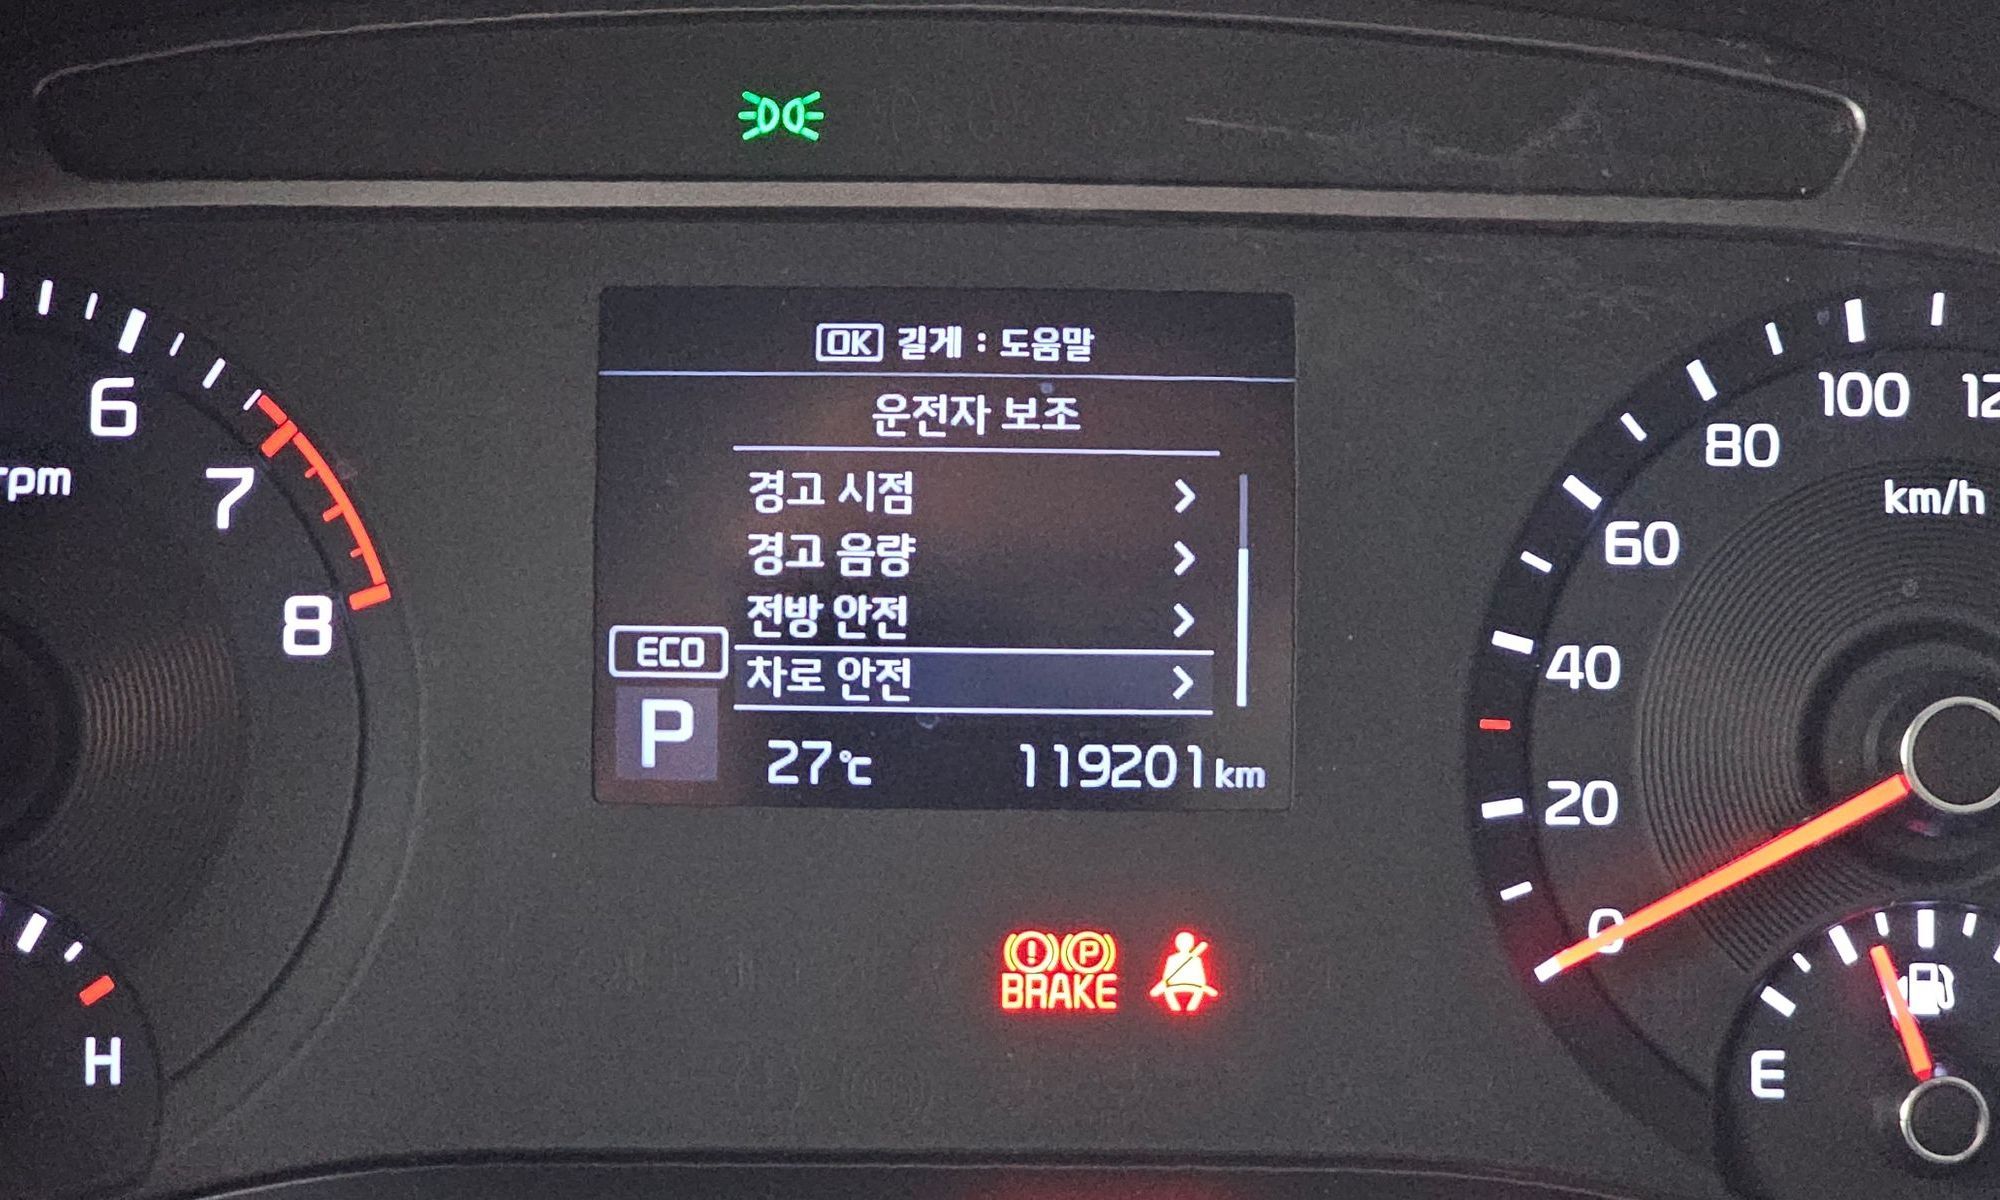 OK 길게 : 도움말
운전자 보조
경고 시점
경고 음량
전방 안전
차로 안전
ECO
P
27℃ 119201km
6
7
8
rpm
H
BRAKE
P
0
20
40
60
80
100
km/h
E